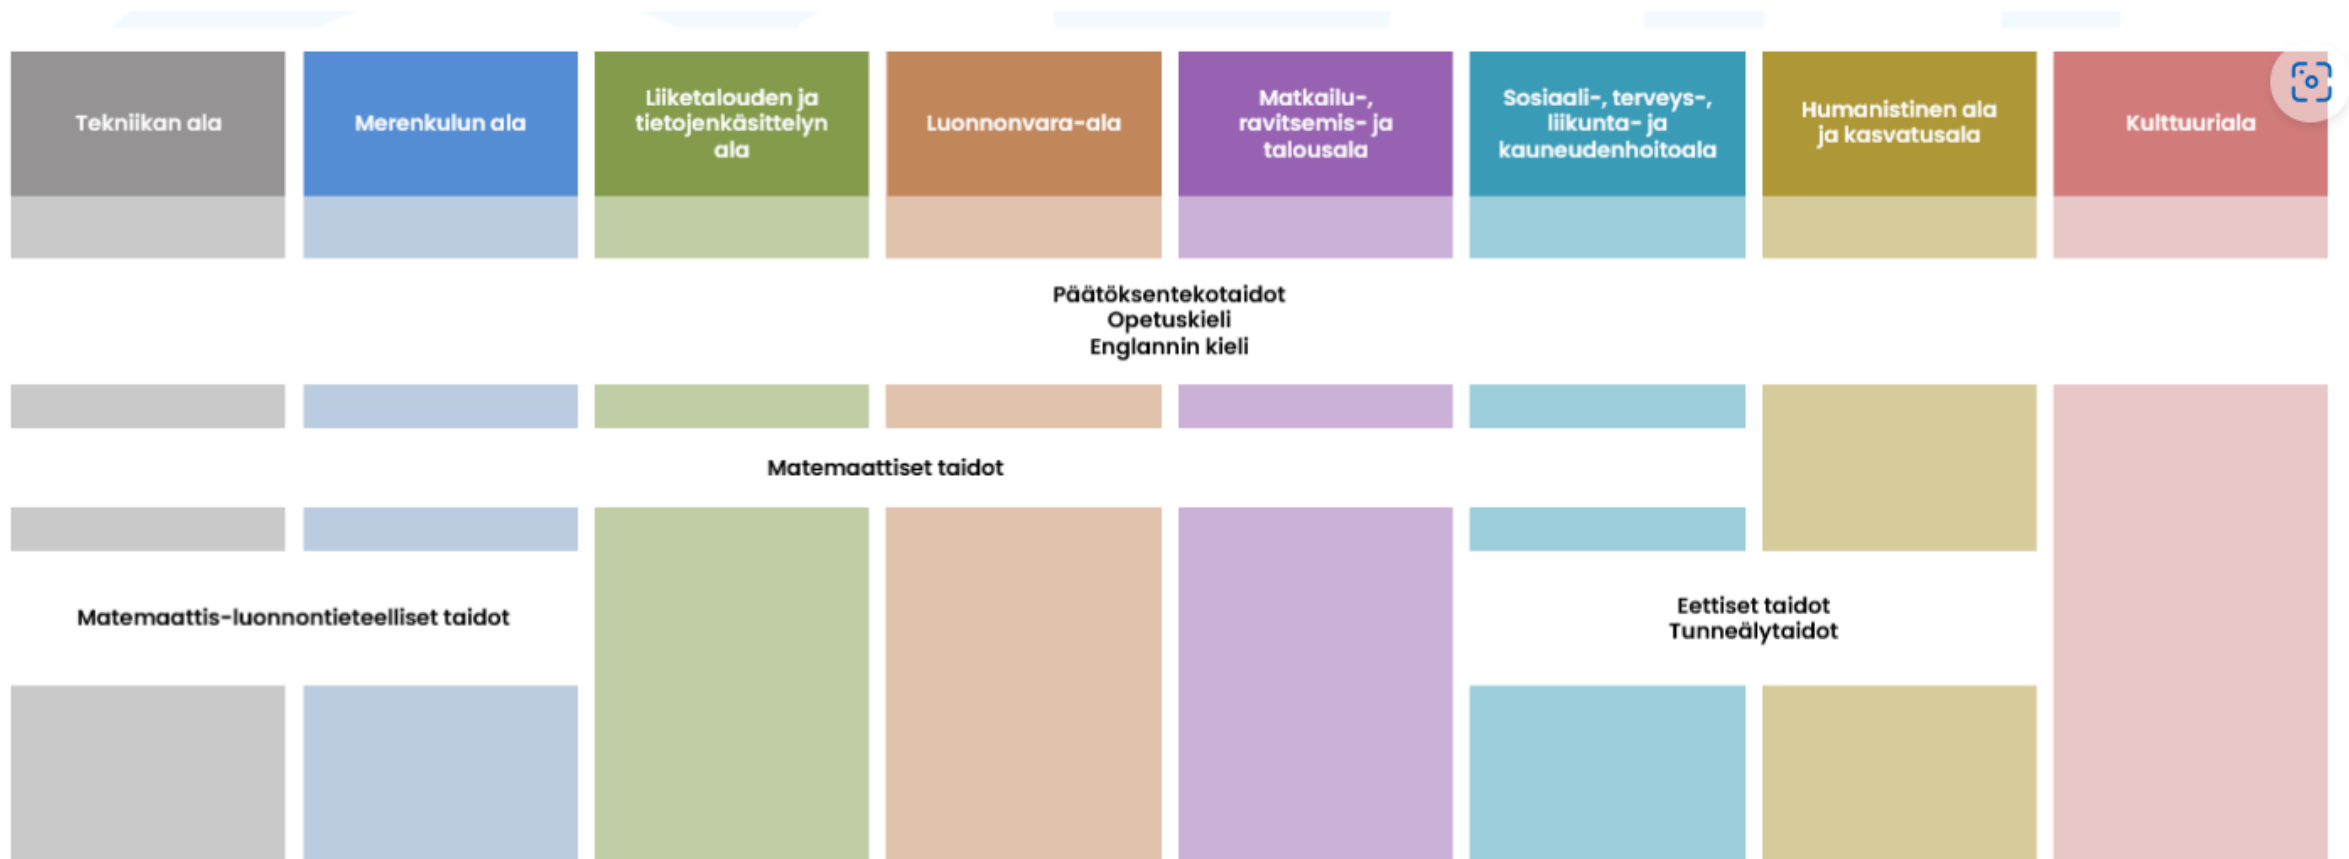 Tekniikan ala
Merenkulun ala
Liiketalouden ja
tietojenkäsittelyn
ala
Luonnonvara-ala
Matkailu-,
ravitsemis- ja
talousala
Sosiaali-, terveys-,
liikunta- ja
kauneudenhoitoala
Humanistinen ala
ja kasvatusala
Kulttuuriala
Päätöksentekotaidot
Opetuskieli
Englannin kieli
Matemaattiset taidot
Matemaattis-luonnontieteelliset taidot
Eettiset taidot
Tunneälytaidot